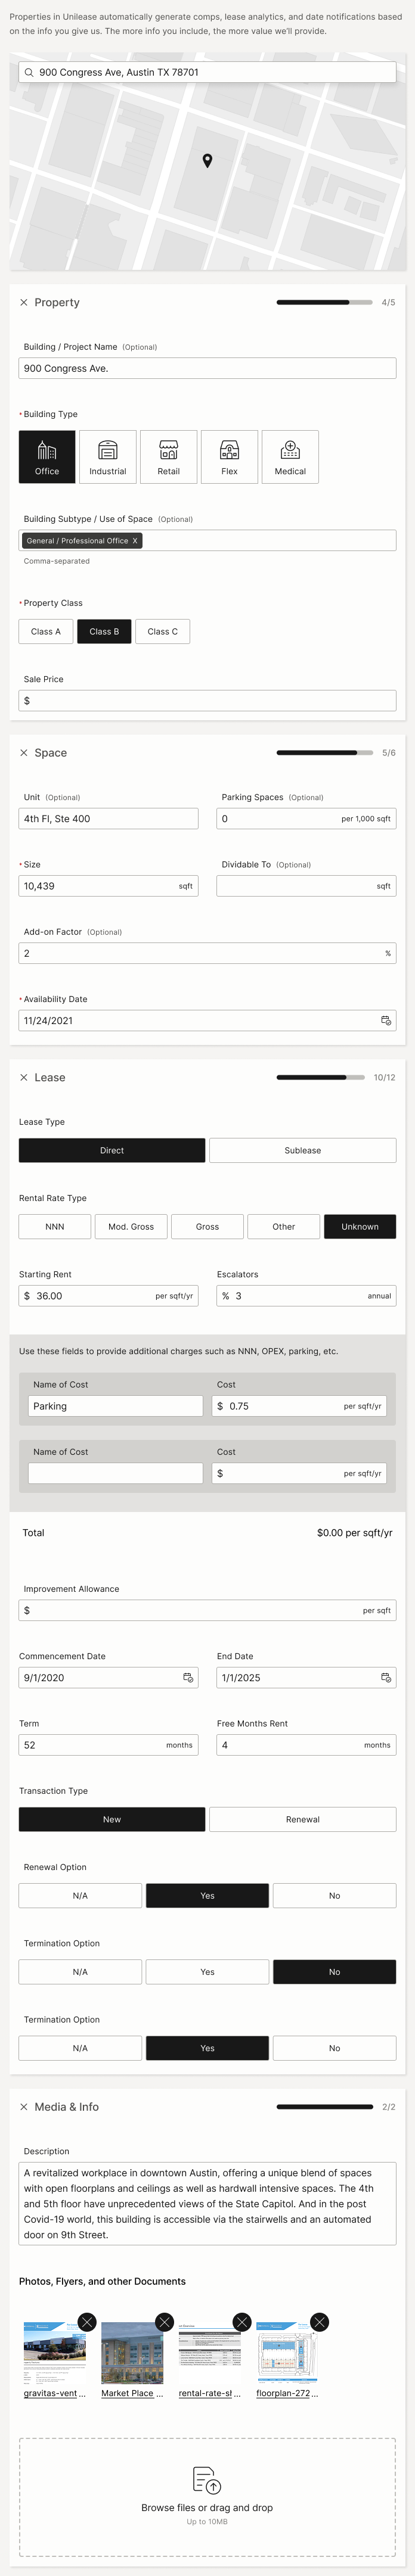 Properties in Unilease automatically generate comps, lease analytics, and date notifications based
on the info you give us. The more info you include, the more value we'll provide.
900 Congress Ave, Austin TX 78701
Property 4/5
Building / Project Name (Optional)
900 Congress Ave.
* Building Type
Office Industrial Retail Flex Medical
Building Subtype / Use of Space (Optional)
General / Professional Office X
Comma-separated
* Property Class
Class A Class B Class C
Sale Price
$
Space 5/6
Unit (Optional) Parking Spaces (Optional)
4th Fl, Ste 400 0 per 1,000 sqft
* Size Dividable To (Optional)
10,439 sqft sqft
Add-on Factor (Optional)
2 %
* Availability Date
11/24/2021
Lease 10/12
Lease Type
Direct Sublease
Rental Rate Type
NNN Mod. Gross Gross Other Unknown
Starting Rent Escalators
$ 36.00 per sqft/yr % 3 annual
Use these fields to provide additional charges such as NNN, OPEX, parking, etc.
Name of Cost Cost
Parking $ 0.75 per sqft/yr
Name of Cost Cost
$ per sqft/yr
Total $0.00 per sqft/yr
Improvement Allowance
$ per sqft
Commencement Date End Date
9/1/2020 1/1/2025
Term Free Months Rent
52 months 4 months
Transaction Type
New Renewal
Renewal Option
N/A Yes No
Termination Option
N/A Yes No
Termination Option
N/A Yes No
Media & Info 2/2
Description
A revitalized workplace in downtown Austin, offering a unique blend of spaces
with open floorplans and ceilings as well as hardwall intensive spaces. The 4th
and 5th floor have unprecedented views of the State Capitol. And in the post
Covid-19 world, this building is accessible via the stairwells and an automated
door on 9th Street.
Photos, Flyers, and other Documents
gravitas-vent ... Market Place ... rental-rate-sl ... floorplan-272 ...
Browse files or drag and drop
Up to 10MB